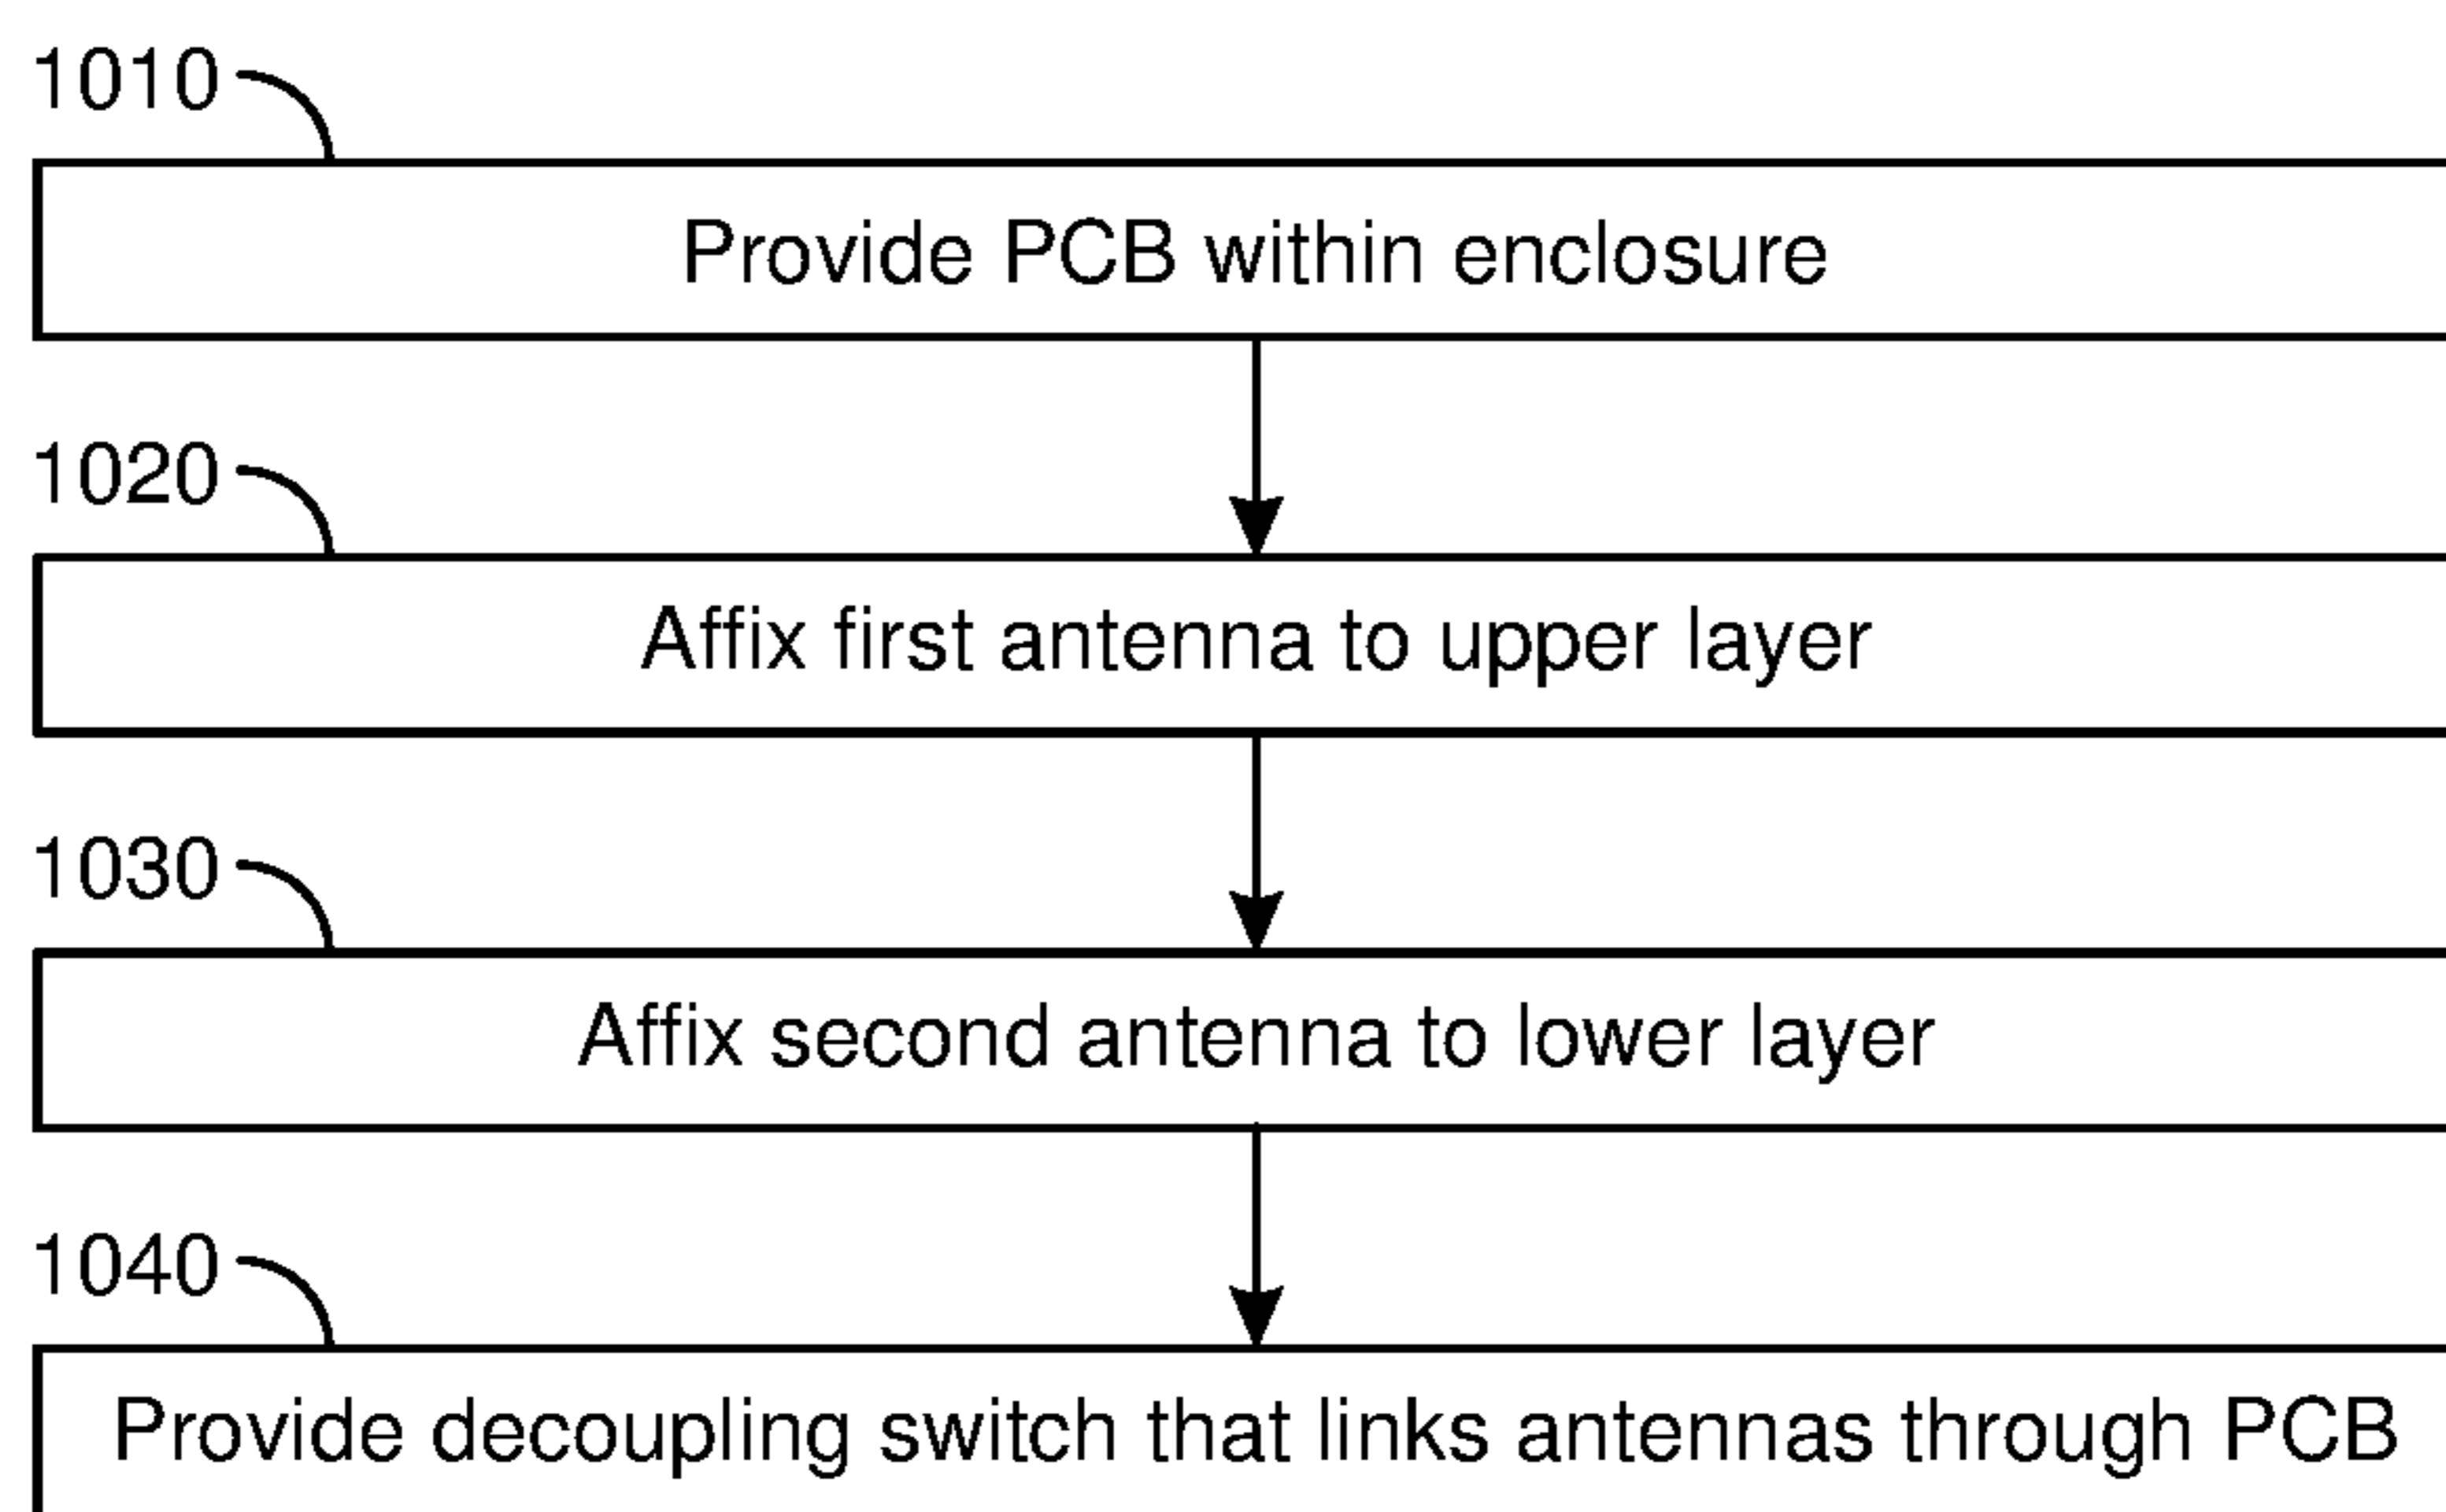 1010
Provide PCB within enclosure
1020
Affix first antenna to upper layer
1030
Affix second antenna to lower layer
1040
Provide decoupling switch that links antennas through PCB